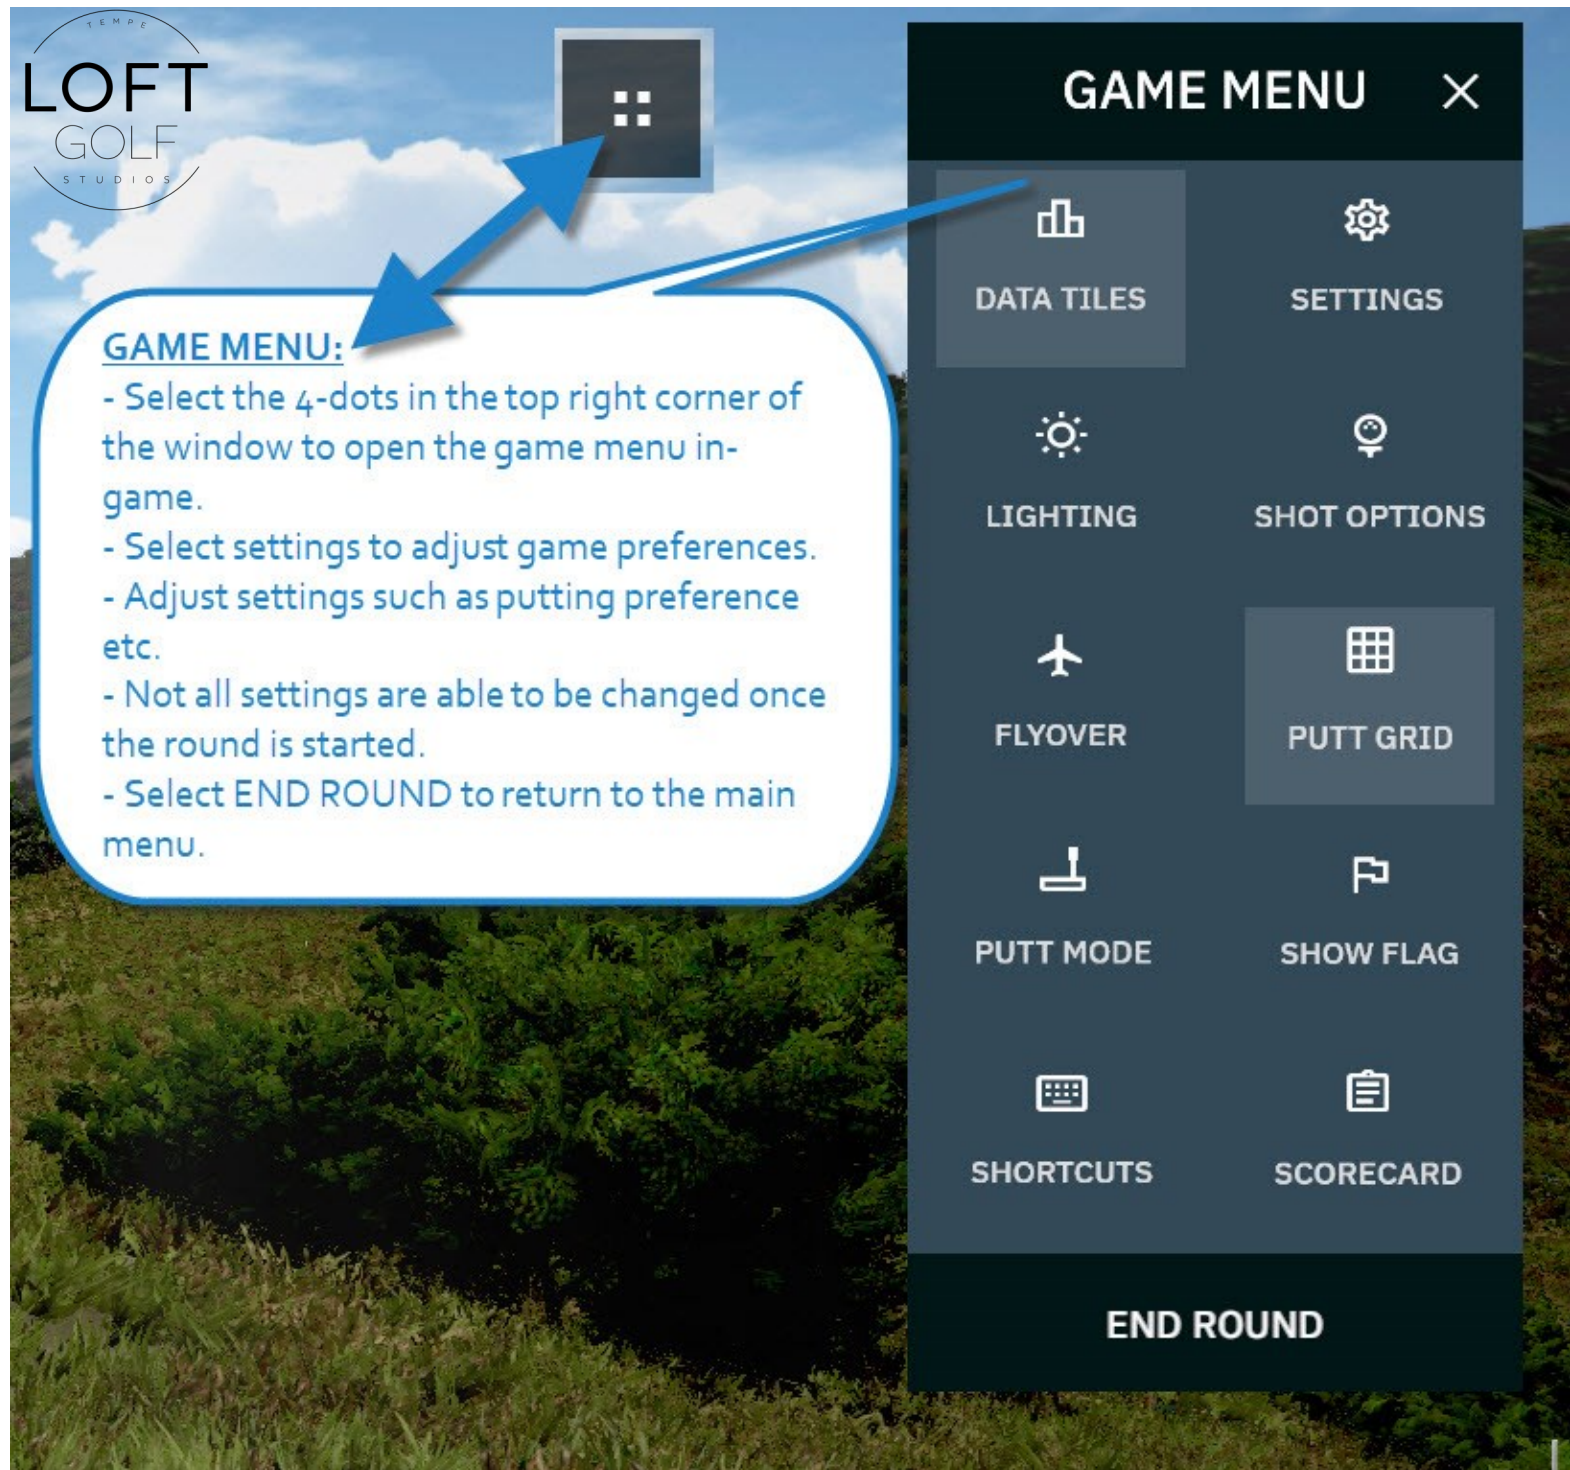 TEMPE
LOFT
GOLF
STUDIOS
GAME MENU:
- Select the 4-dots in the top right corner of
the window to open the game menu in-
game.
- Select settings to adjust game preferences.
- Adjust settings such as putting preference
etc.
- Not all settings are able to be changed once
the round is started.
- Select END ROUND to return to the main
menu.
GAME MENU
DATA TILES
SETTINGS
LIGHTING
SHOT OPTIONS
FLYOVER
PUTT GRID
PUTT MODE
SHOW FLAG
SHORTCUTS
SCORECARD
END ROUND